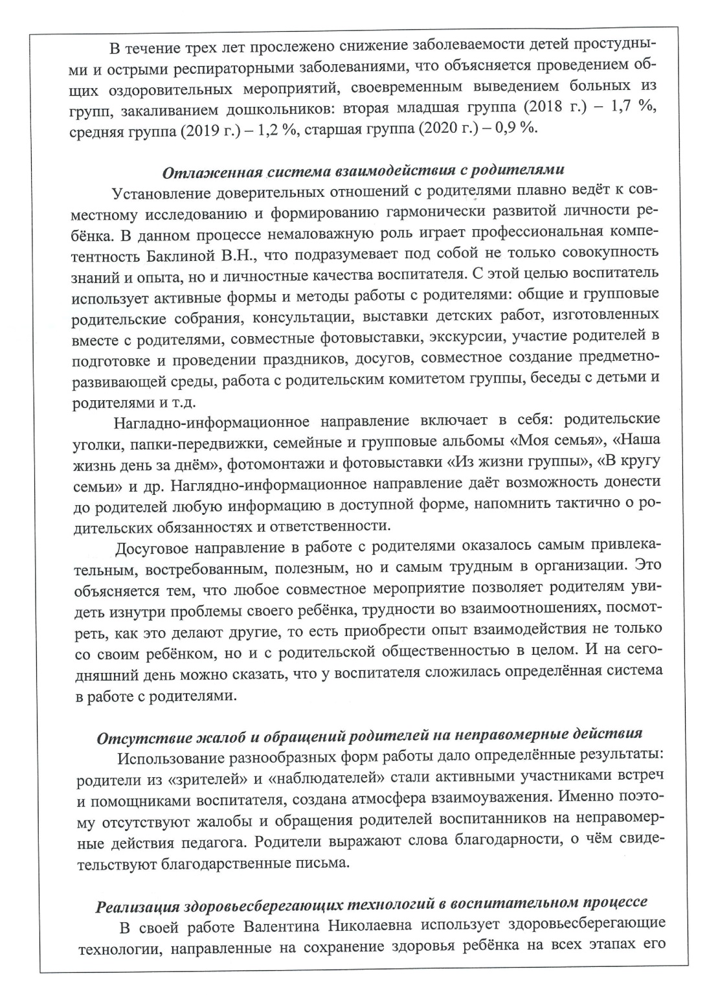 В течение трех лет прослежено снижение заболеваемости детей простудны-
ми и острыми респираторными заболеваниями, что объясняется проведением об-
щих оздоровительных мероприятий, своевременным выведением больных из
групп, закаливанием дошкольников: вторая младшая группа (2018 г.) – 1,7 %,
средняя группа (2019 г.) – 1,2 %, старшая группа (2020 г.) – 0,9 %.
Отлаженная система взаимодействия с родителями
Установление доверительных отношений с родителями плавно ведёт к сов-
местному исследованию и формированию гармонически развитой личности ре-
бёнка. В данном процессе немаловажную роль играет профессиональная компе-
тентность Баклиной В.Н., что подразумевает под собой не только совокупность
знаний и опыта, но и личностные качества воспитателя. С этой целью воспитатель
использует активные формы и методы работы с родителями: общие и групповые
родительские собрания, консультации, выставки детских работ, изготовленных
вместе с родителями, совместные фотовыставки, экскурсии, участие родителей в
подготовке и проведении праздников, досугов, совместное создание предметно-
развивающей среды, работа с родительским комитетом группы, беседы с детьми и
родителями и т.д.
Нагладно-информационное направление включает в себя: родительские
уголки, папки-передвижки, семейные и групповые альбомы «Моя семья», «Наша
жизнь день за днём», фотомонтажи и фотовыставки «Из жизни группы», «В кругу
семьи» и др. Наглядно-информационное направление даёт возможность донести
до родителей любую информацию в доступной форме, напомнить тактично о ро-
дительских обязанностях и ответственности.
Досуговое направление в работе с родителями оказалось самым привлека-
тельным, востребованным, полезным, но и самым трудным в организации. Это
объясняется тем, что любое совместное мероприятие позволяет родителям уви-
деть изнутри проблемы своего ребёнка, трудности во взаимоотношениях, посмот-
реть, как это делают другие, то есть приобрести опыт взаимодействия не только
со своим ребёнком, но и с родительской общественностью в целом. И на сего-
дняшний день можно сказать, что у воспитателя сложилась определённая система
в работе с родителями.
Отсутствие жалоб и обращений родителей на неправомерные действия
Использование разнообразных форм работы дало определённые результаты:
родители из «зрителей» и «наблюдателей» стали активными участниками встреч
и помощниками воспитателя, создана атмосфера взаимоуважения. Именно поэто-
му отсутствуют жалобы и обращения родителей воспитанников на неправомер-
ные действия педагога. Родители выражают слова благодарности, о чём свиде-
тельствуют благодарственные письма.
Реализация здоровьесберегающих технологий в воспитательном процессе
В своей работе Валентина Николаевна использует здоровьесберегающие
технологии, направленные на сохранение здоровья ребёнка на всех этапах его